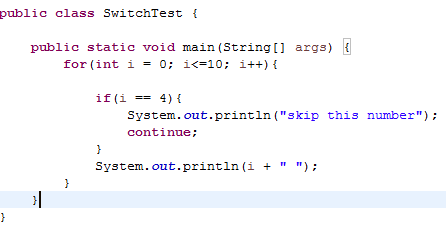 public class SwitchTest {
public static void main(String[] args) {
for(int i = 0; i<=10; i++){
if(i == 4){
System.out.println("skip this number");
continue;
}
System.out.println(i + " ");
}
}
}